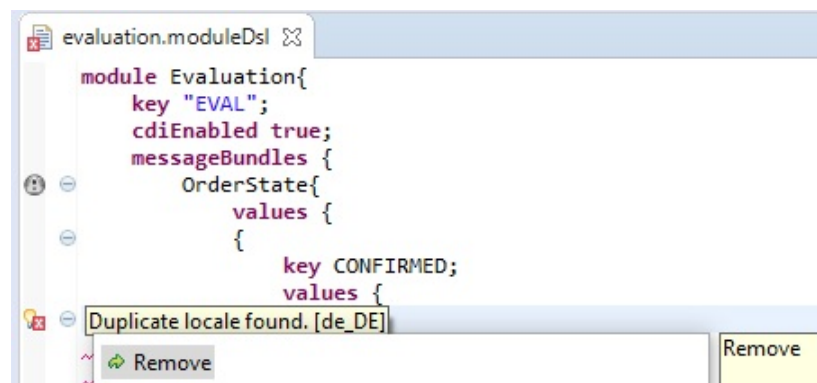 evaluation.moduleDsl
module Evaluation{
key "EVAL";
cdiEnabled true;
messageBundles {
OrderState{
values {
{
key CONFIRMED;
values {
Duplicate locale found. [de_DE]
Remove
Remove